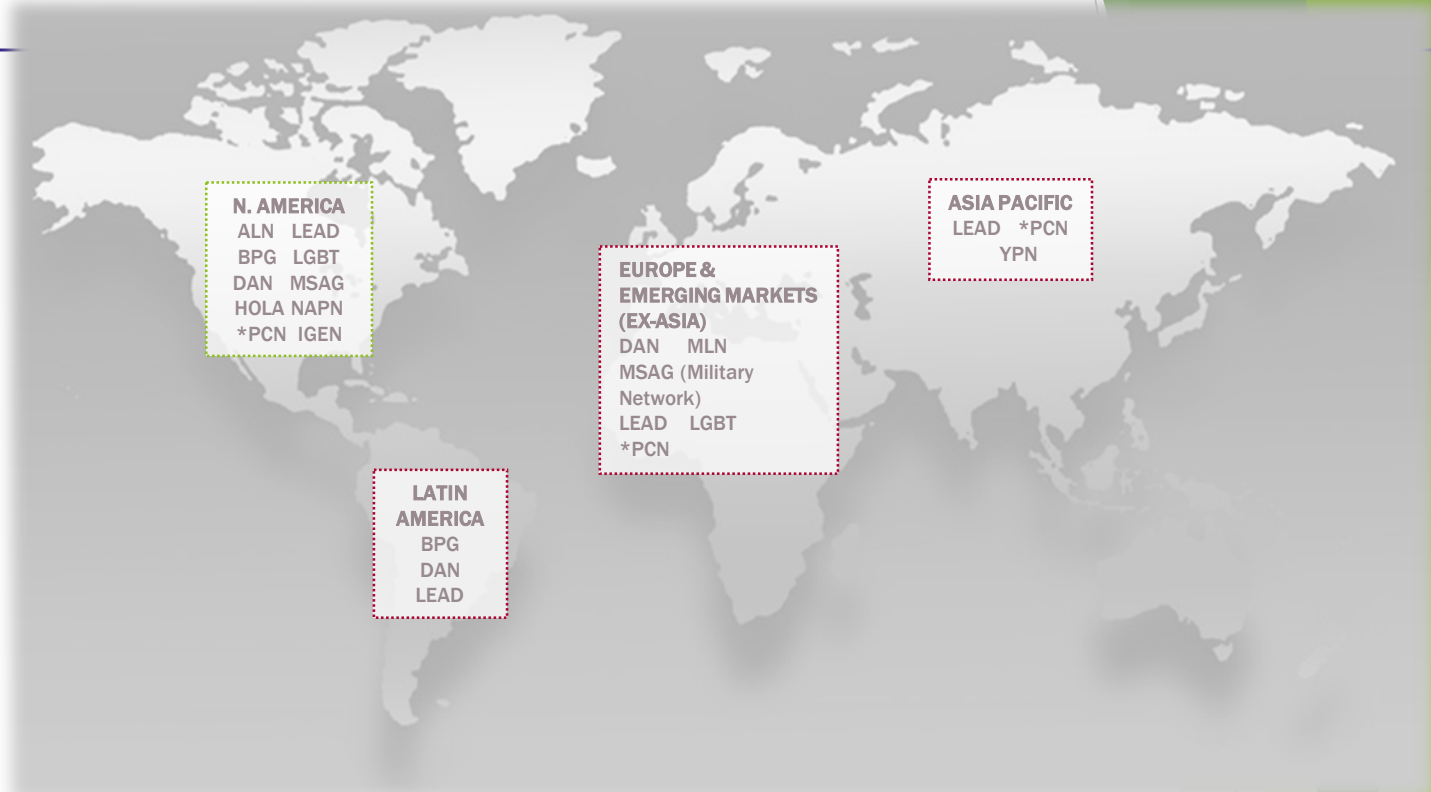 N. AMERICA
ALN LEAD
BPG LGBT
DAN MSAG
HOLA NAPN
*PCN IGEN
EUROPE &
EMERGING MARKETS
(EX-ASIA)
DAN MLN
MSAG (Military
Network)
LEAD LGBT
*PCN
ASIA PACIFIC
LEAD *PCN
YPN
LATIN
AMERICA
BPG
DAN
LEAD